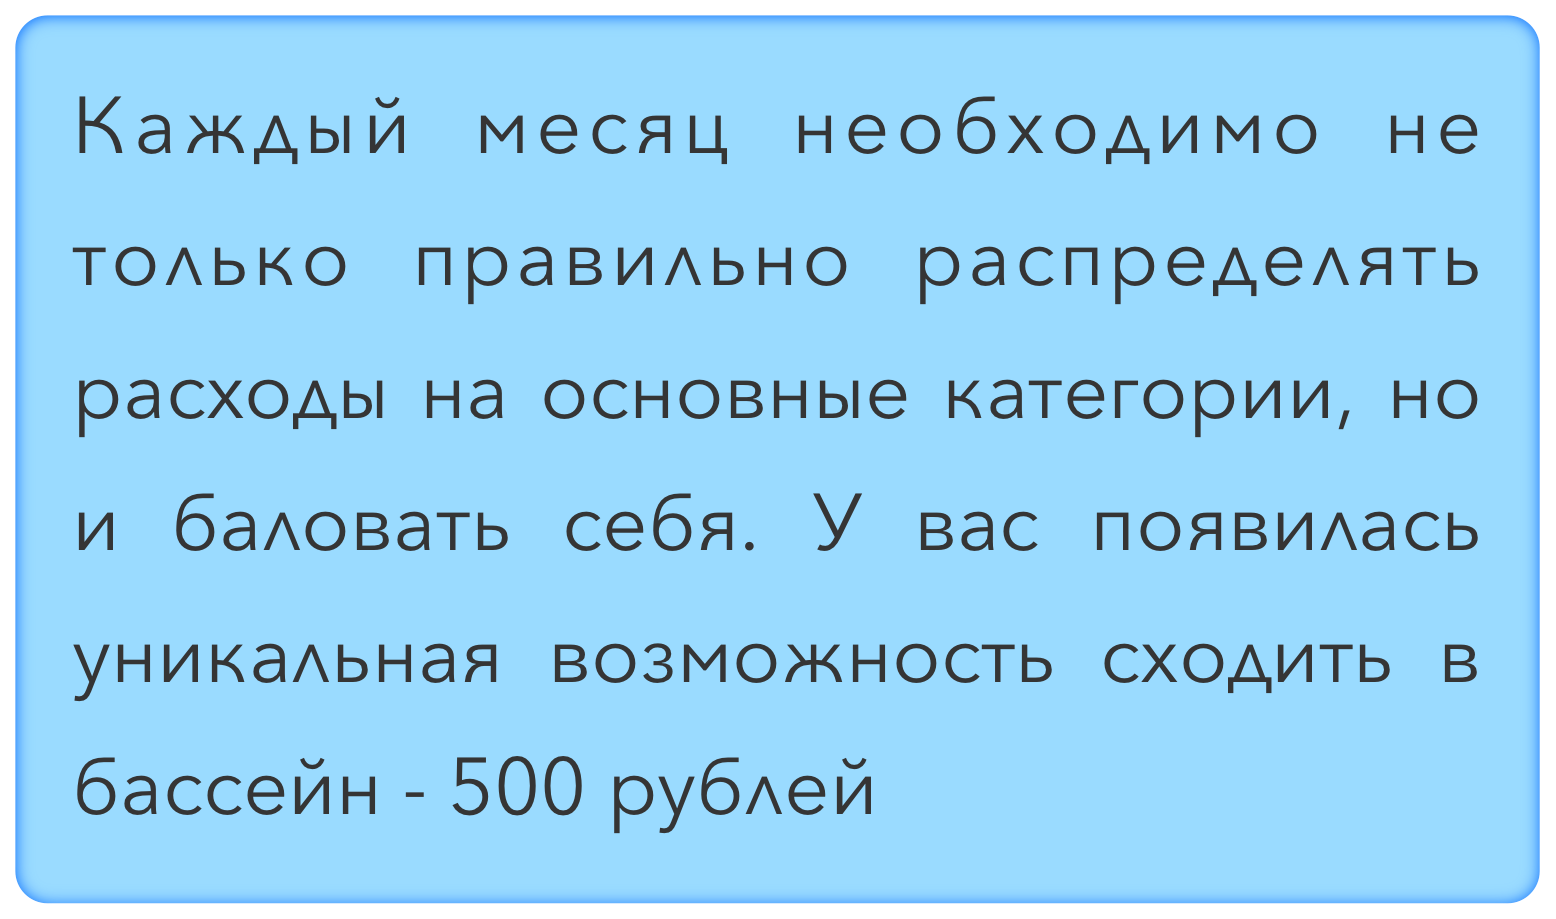 Каждый месяц необходимо не
только правильно распределять
расходы на основные категории, но
и баловать себя. У вас появилась
уникальная возможность сходить в
бассейн - 500 рублей